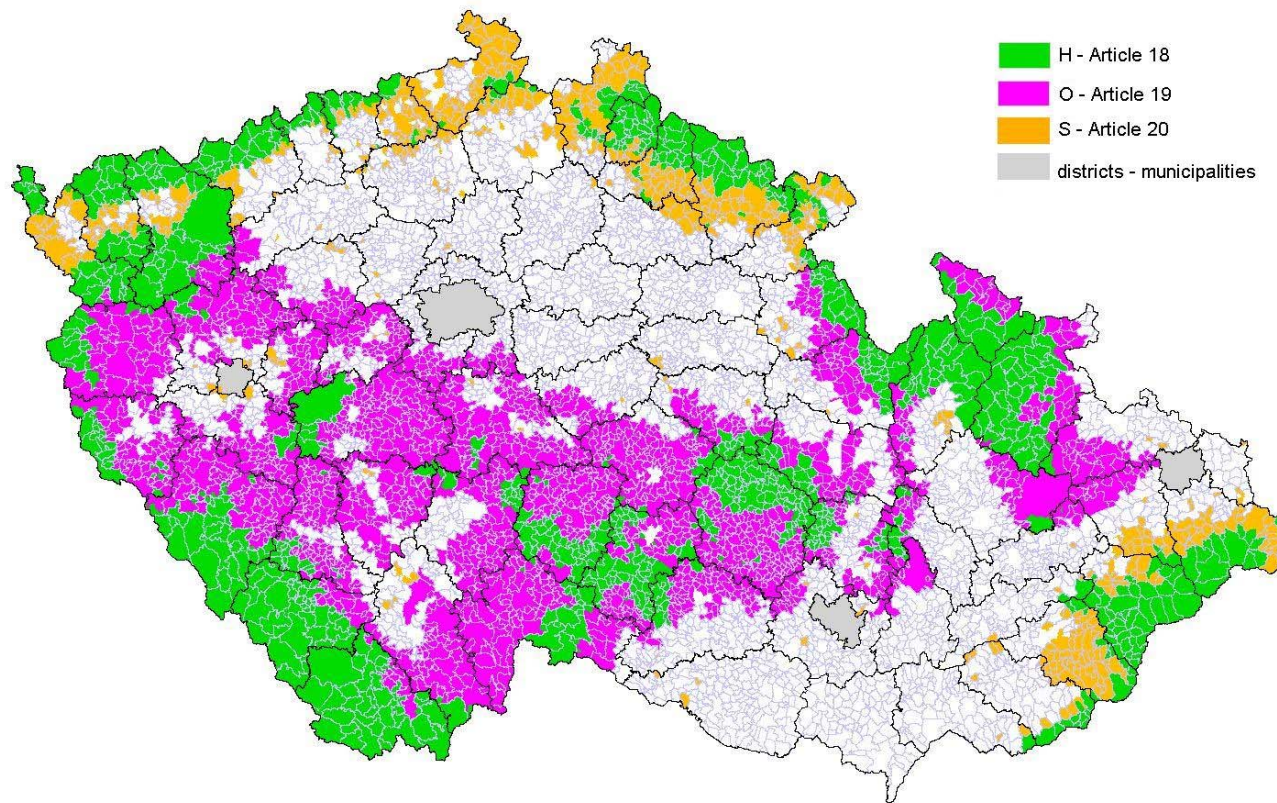 H - Article 18
O - Article 19
S - Article 20
districts - municipalities